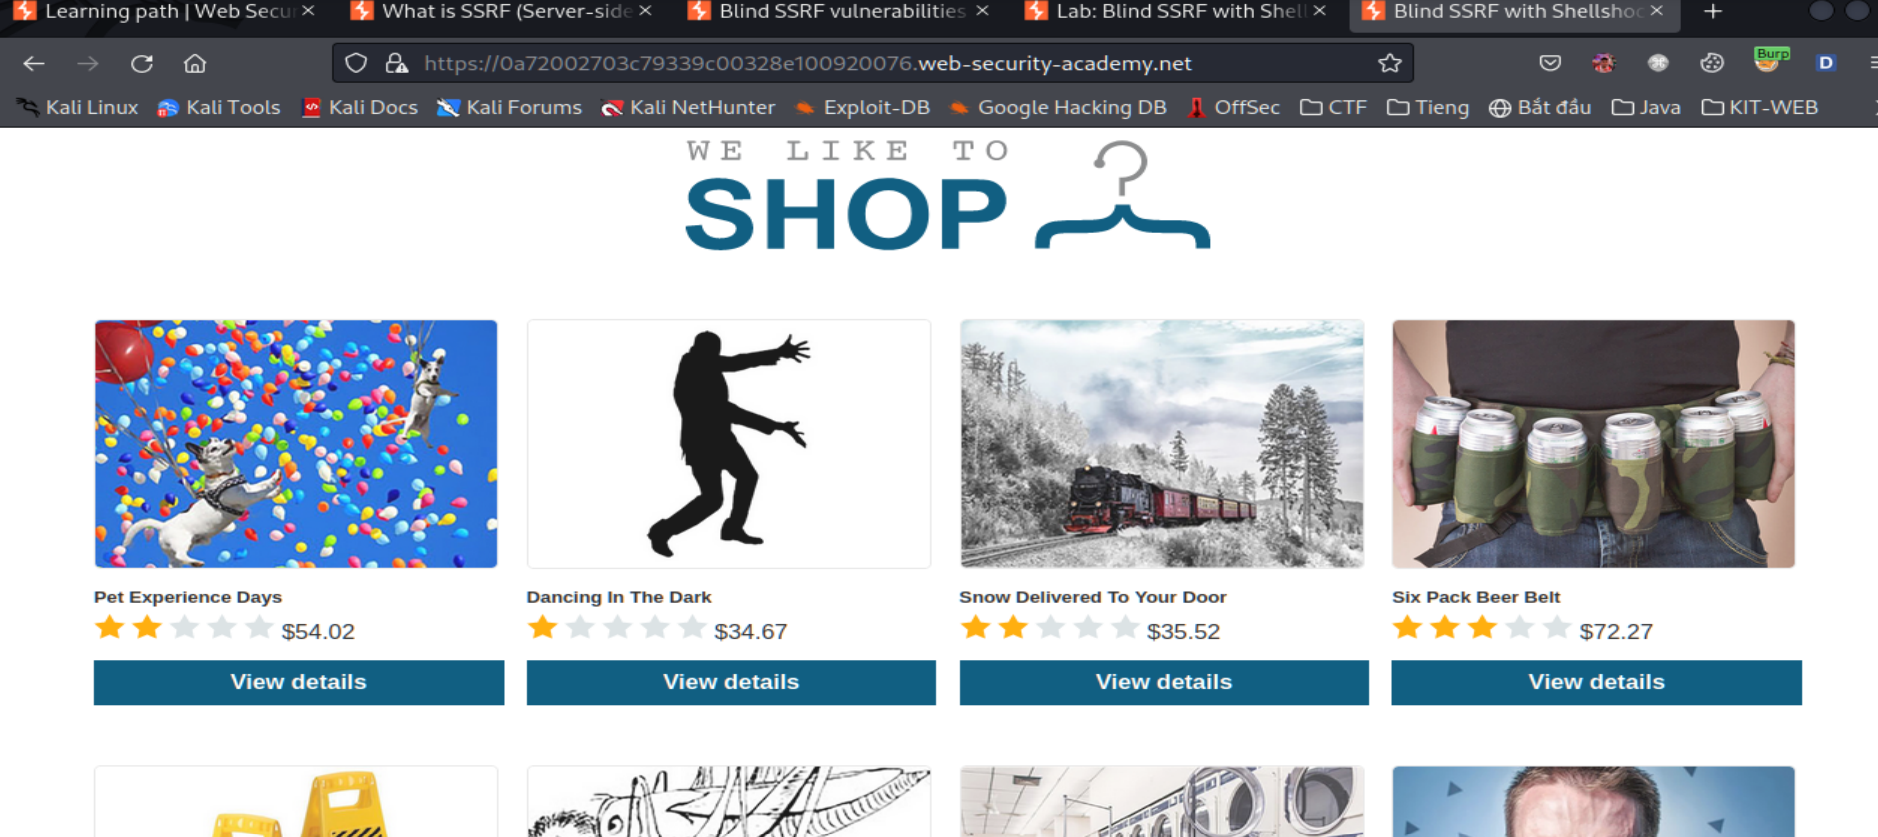 Learning path | Web Secu
What is SSRF (Server-side
Blind SSRF vulnerabilities
Lab: Blind SSRF with Shell
Blind SSRF with Shellshoc
https://0a72002703c79339c00328e100920076.web-security-academy.net
Burp
D
Kali Linux Kali Tools Kali Docs Kali Forums Kali NetHunter Exploit-DB Google Hacking DB OffSec CTF Tieng Bắt đầu Java KIT-WEB
WE LIKE TO
SHOP
Pet Experience Days
$54.02
View details
Dancing In The Dark
$34.67
View details
Snow Delivered To Your Door
$35.52
View details
Six Pack Beer Belt
$72.27
View details